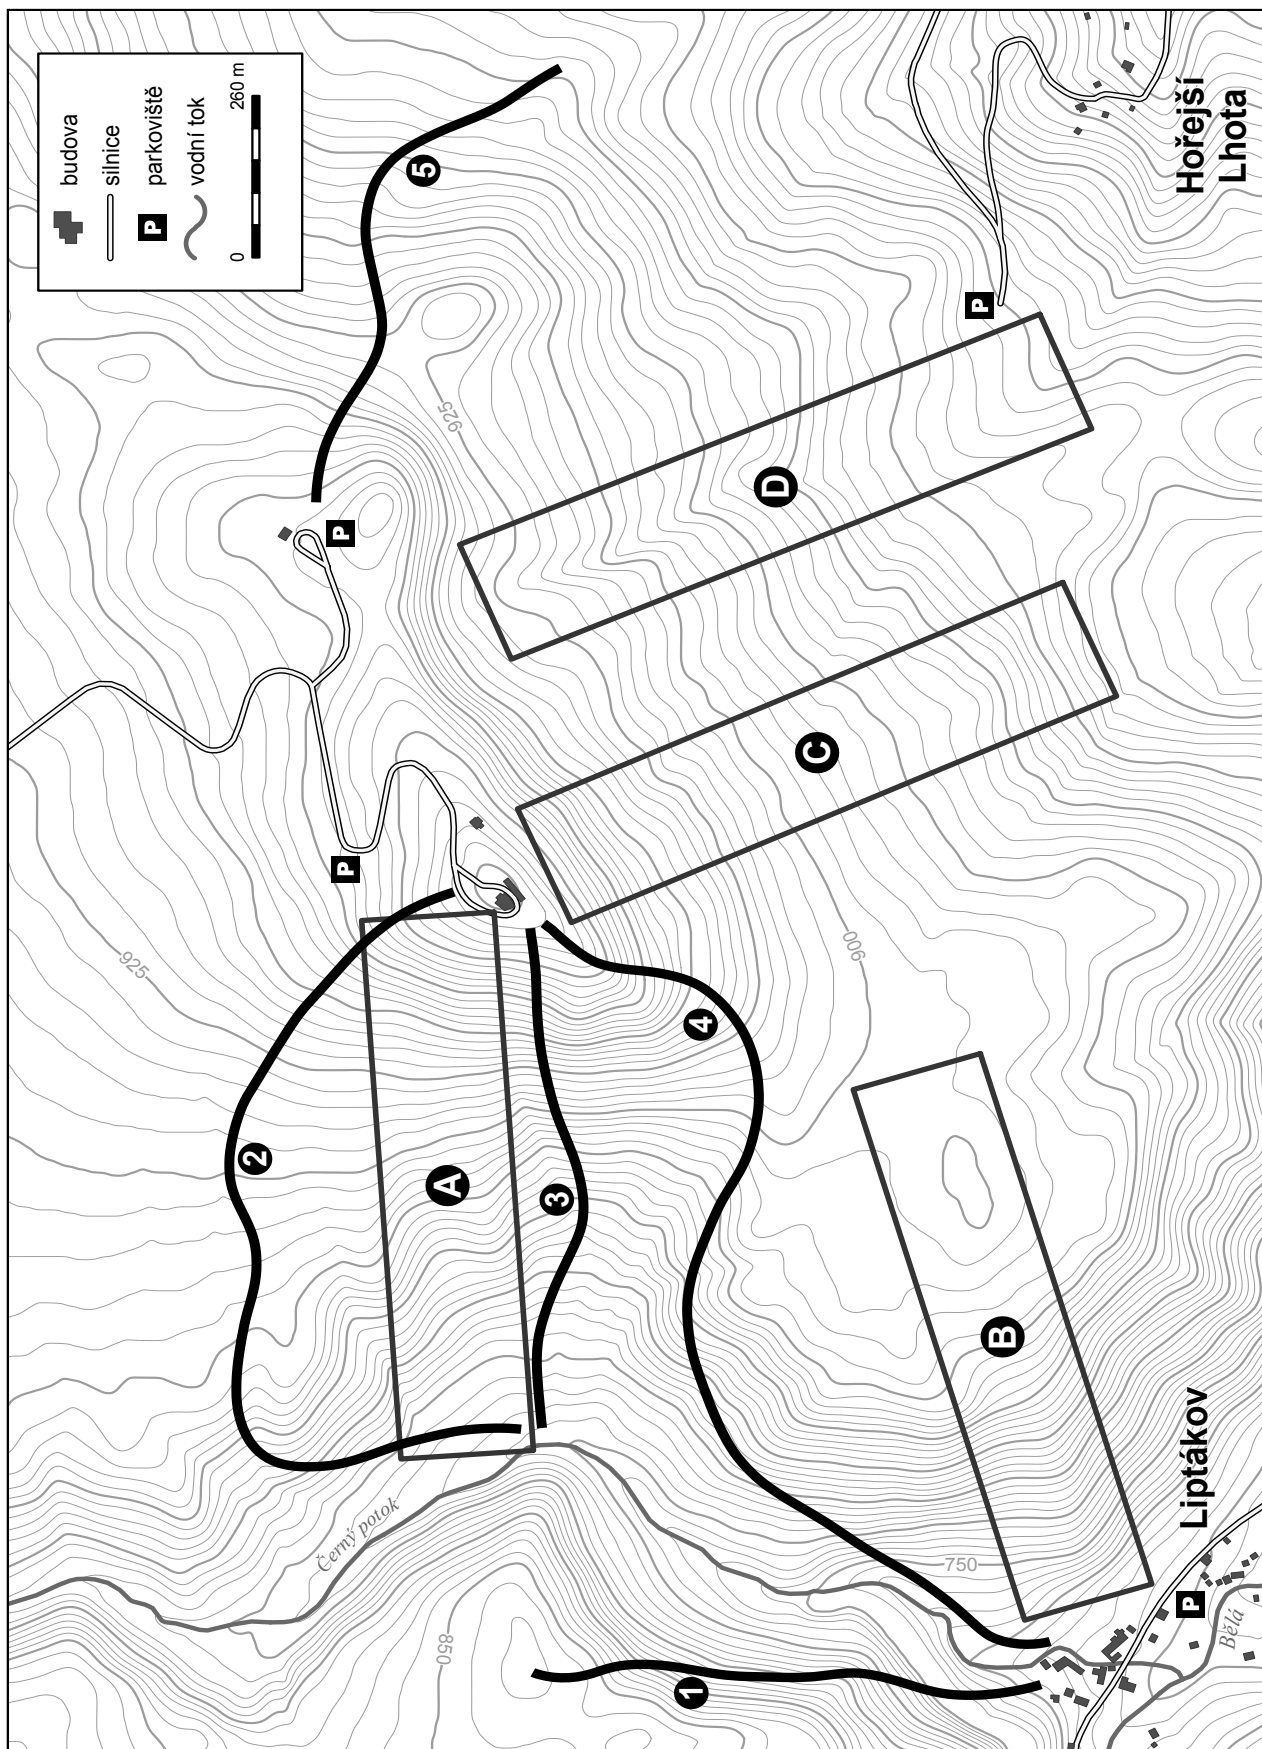 budova
silnice
P
parkoviště
vodní tok
0
260 m
5
925
P
P
P
Hořejší
Lhota
D
C
925
2
A
3
4
900
B
Černý potok
850
750
1
Liptákov
P
Bělá